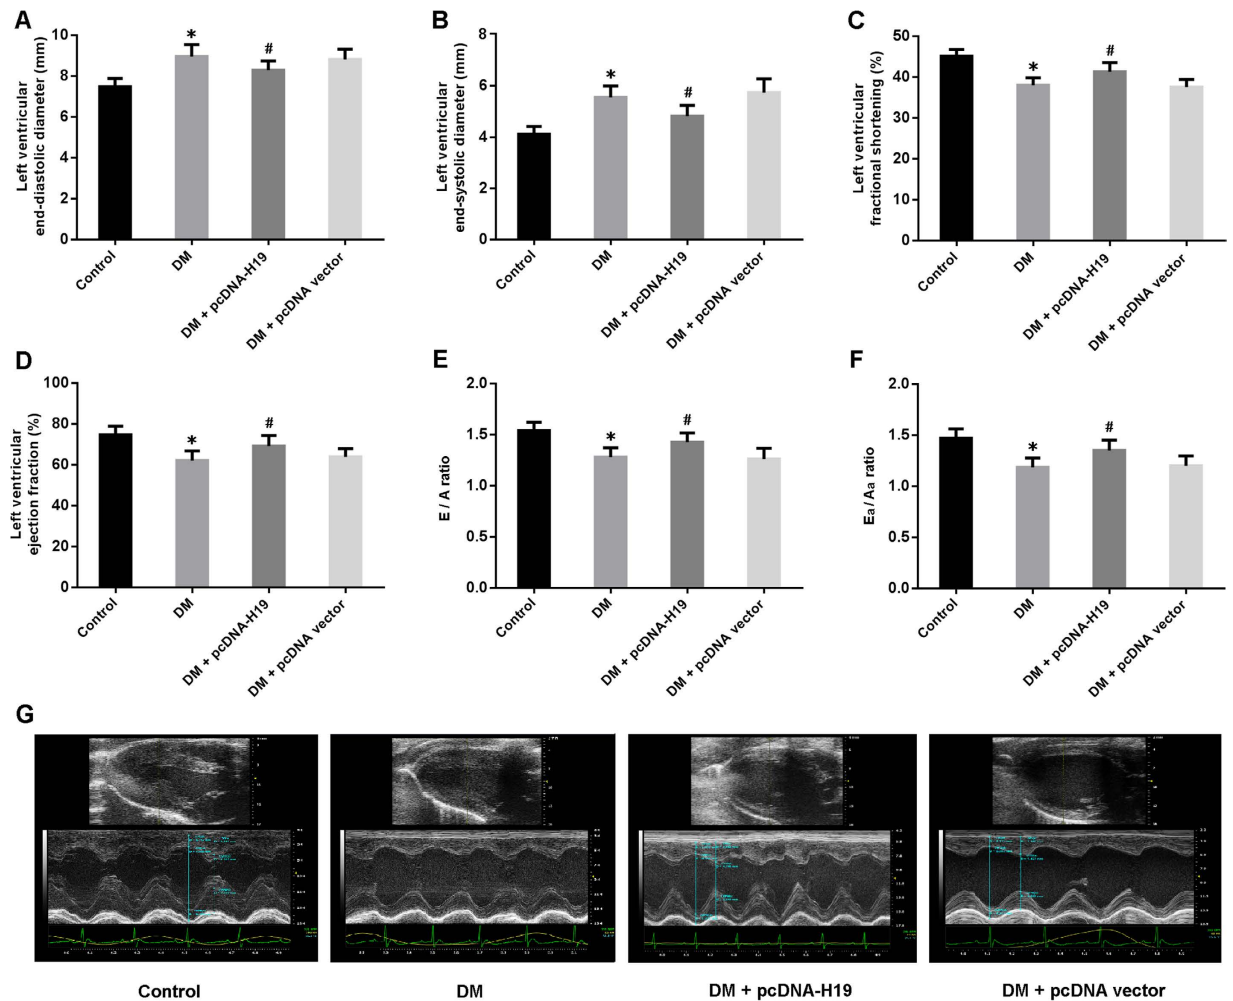 A
Left ventricular
end-diastolic diameter (mm)
10
8
6
4
2
0
*
#
Control
DM
DM + pcDNA-H19
DM + pcDNA vector
B
Left ventricular
end-systolic diameter (mm)
8
6
4
2
0
*
#
Control
DM
DM + pcDNA-H19
DM + pcDNA vector
C
Left ventricular
fractional shortening (%)
50
40
30
20
10
0
*
#
Control
DM
DM + pcDNA-H19
DM + pcDNA vector
D
Left ventricular
ejection fraction (%)
100
80
60
40
20
0
*
#
Control
DM
DM + pcDNA-H19
DM + pcDNA vector
E
E / A ratio
2.0
1.5
1.0
0.5
0.0
*
#
Control
DM
DM + pcDNA-H19
DM + pcDNA vector
F
Ea / Aa ratio
2.0
1.5
1.0
0.5
0.0
*
#
Control
DM
DM + pcDNA-H19
DM + pcDNA vector
G
Control
DM
DM + pcDNA-H19
DM + pcDNA vector